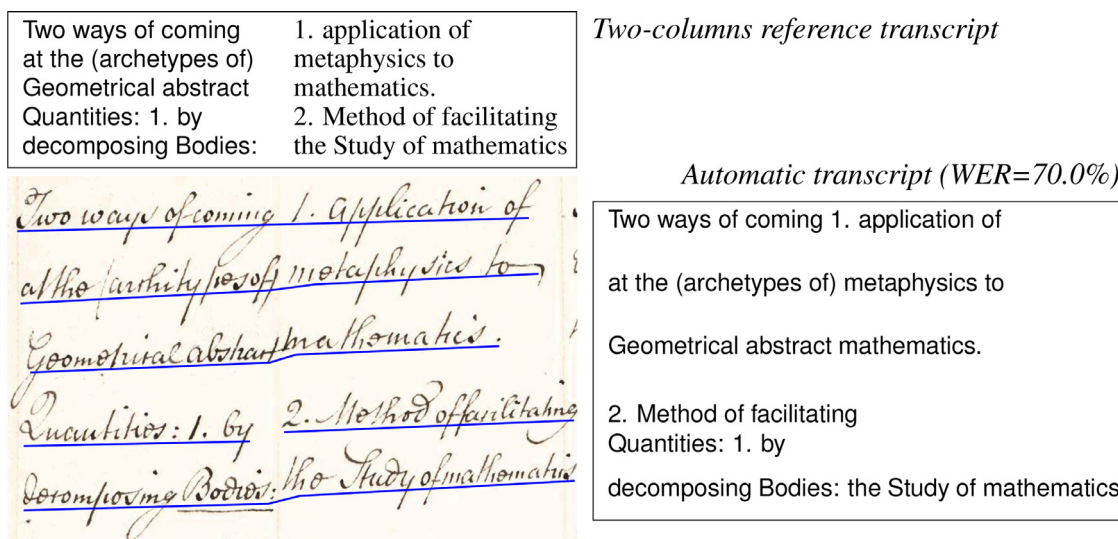 Two ways of coming
at the (archetypes of)
Geometrical abstract
Quantities: 1. by
decomposing Bodies:
1. application of
metaphysics to
mathematics.
2. Method of facilitating
the Study of mathematics
Two-columns reference transcript
Two ways of coming
at the (architypes of)
Geometrical abstract
Quantities: 1. by
decomposing Bodies:
1. Application of
metaphysics to
mathematics.
2. Method of facilitating
the Study of mathematics
Automatic transcript (WER=70.0%)
Two ways of coming 1. application of
at the (archetypes of) metaphysics to
Geometrical abstract mathematics.
2. Method of facilitating
Quantities: 1. by
decomposing Bodies: the Study of mathematics